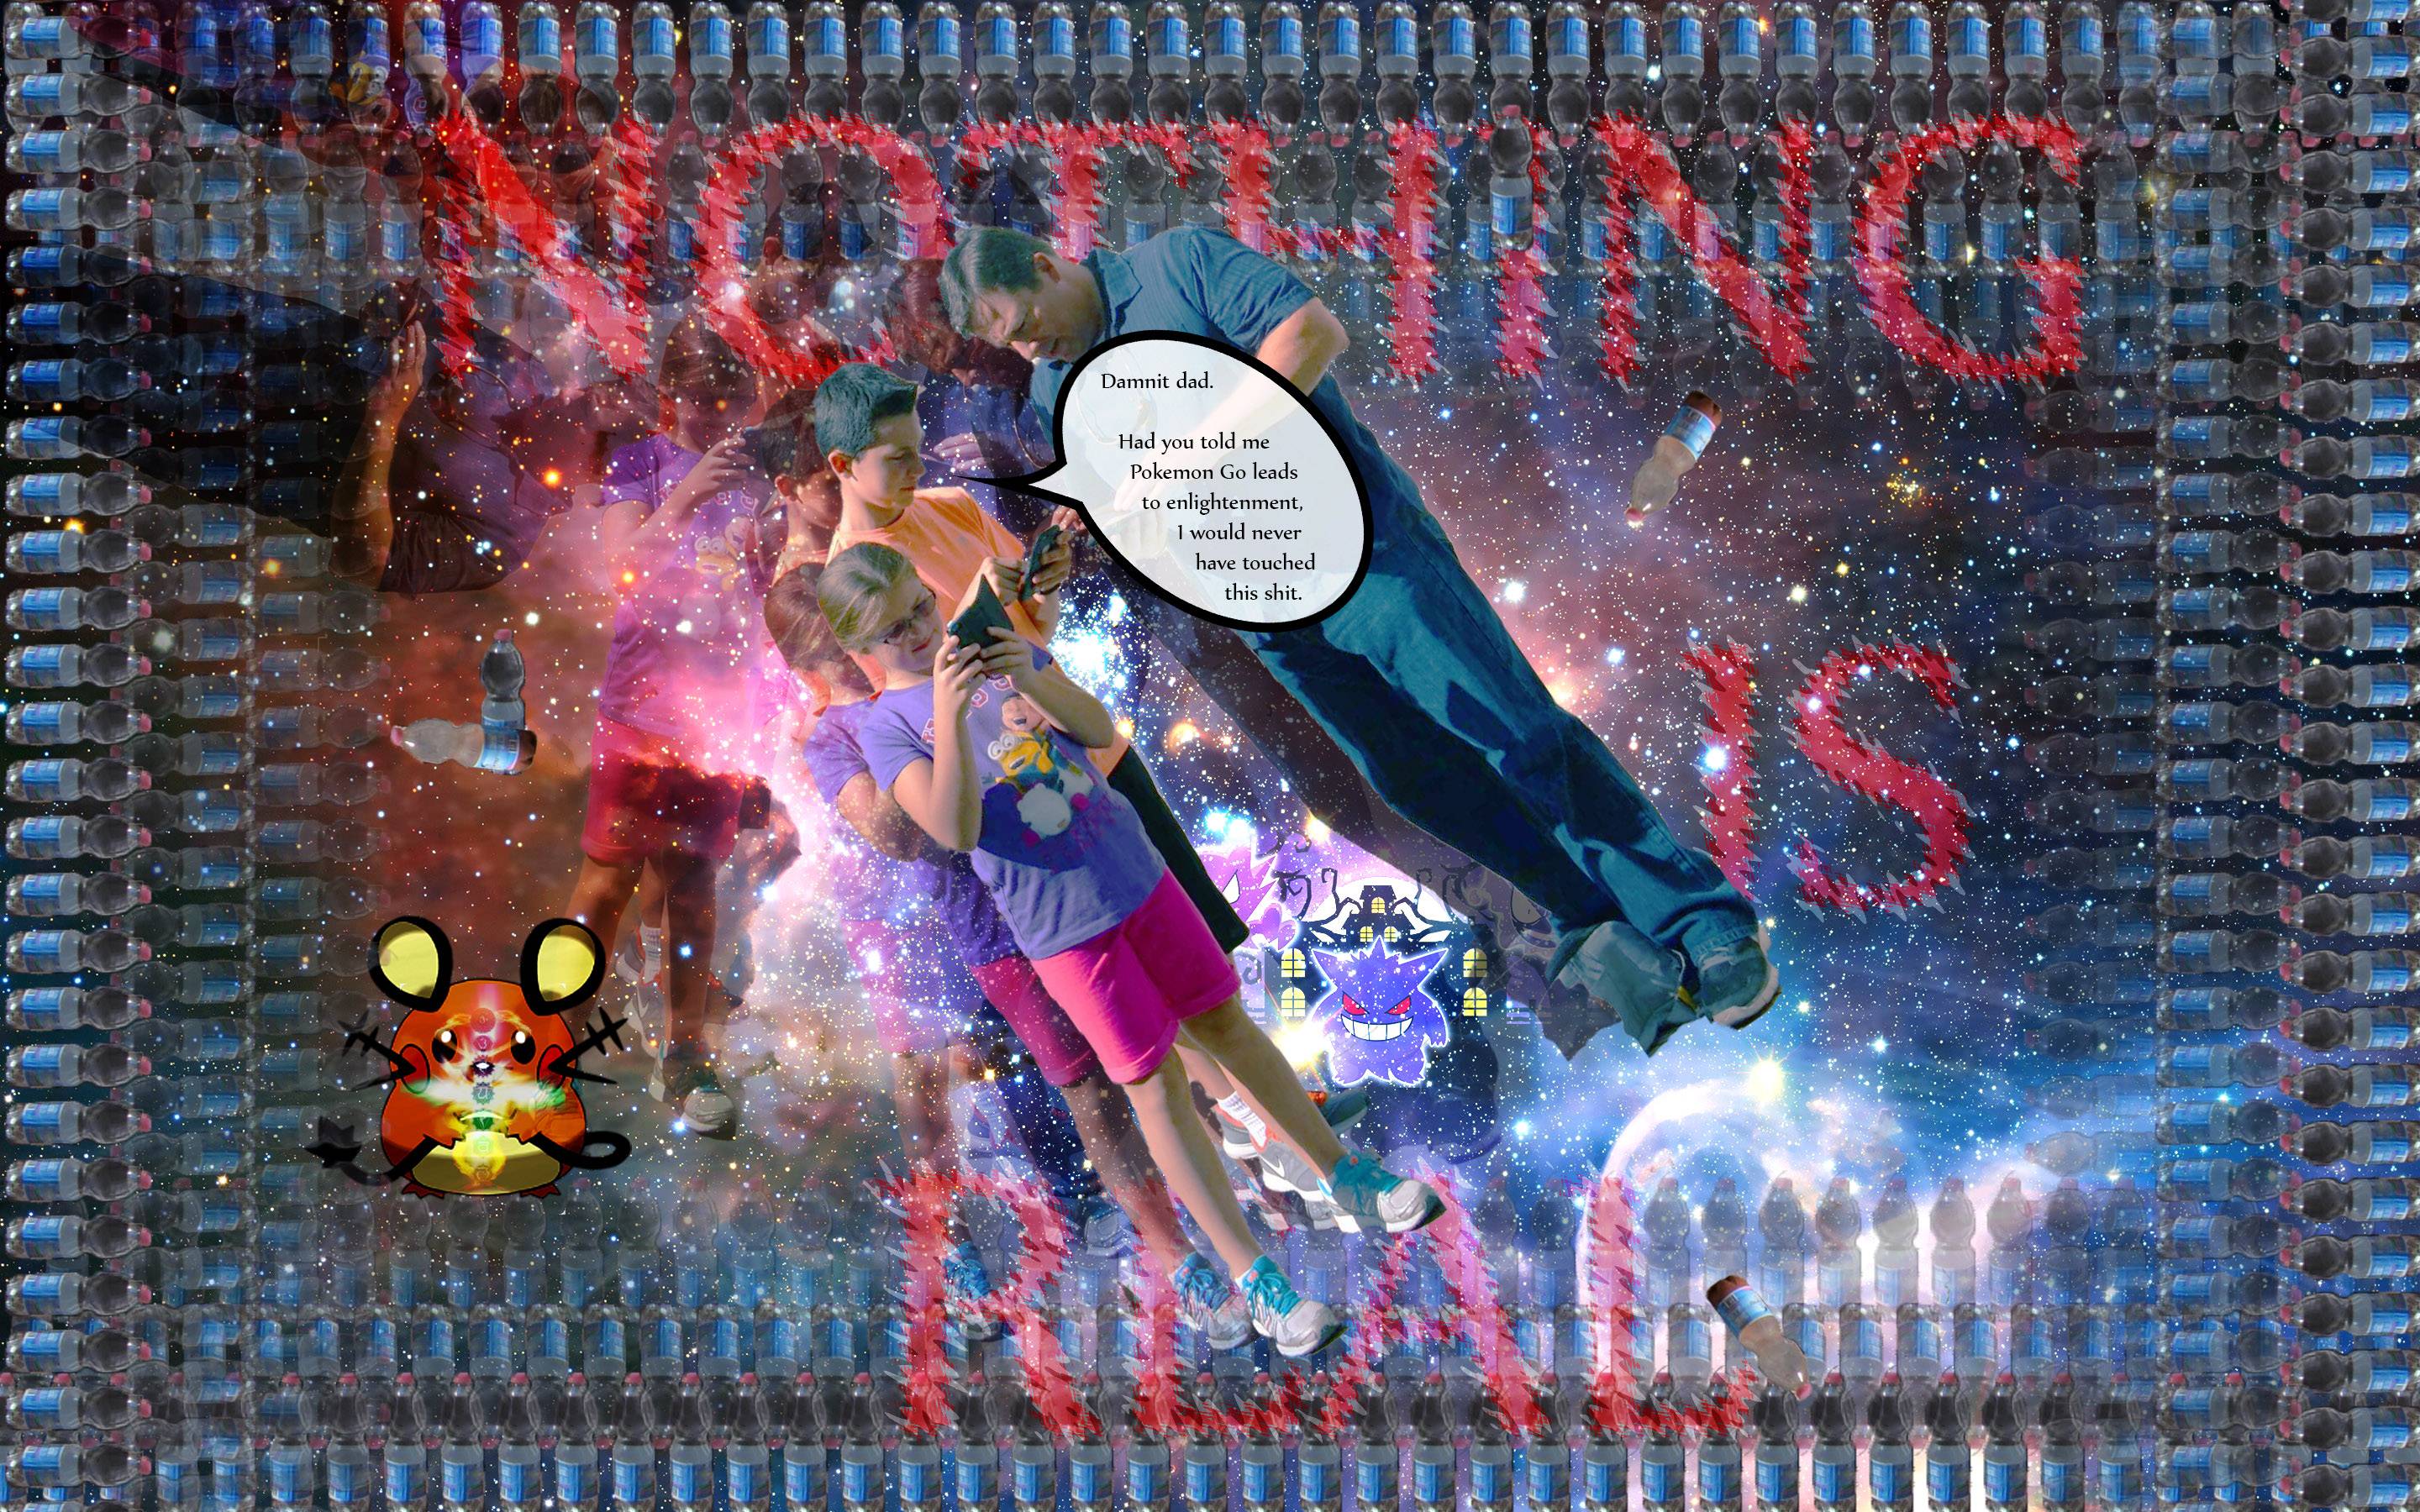 NOTHING
Damnit dad.
Had you told me
Pokemon Go leads
to enlightenment,
I would never
have touched
this shit.
IS
REAL